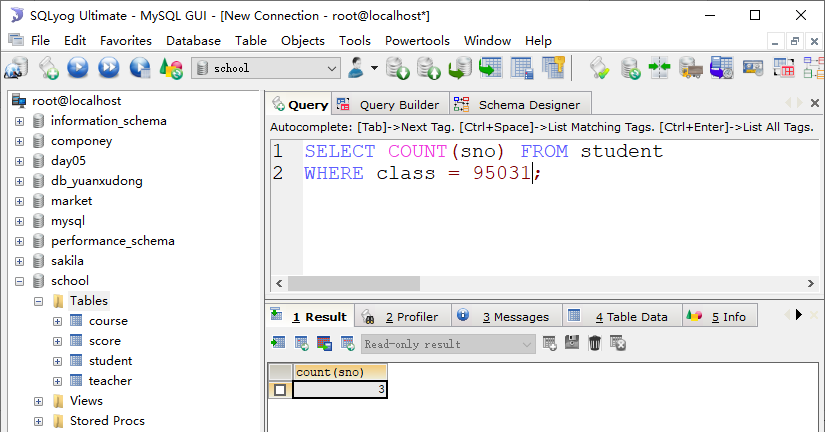 SQLyog Ultimate - MySQL GUI - [New Connection - root@localhost*]
File Edit Favorites Database Table Objects Tools Powertools Window Help
school
root@localhost
information_schema
componey
day05
db_yuanxudong
market
mysql
performance_schema
sakila
school
Tables
course
score
student
teacher
Views
Stored Procs
Query Query Builder Schema Designer
Autocomplete: [Tab]->Next Tag. [Ctrl+Space]->List Matching Tags. [Ctrl+Enter]->List All Tags.
1 SELECT COUNT(sno) FROM student
2 WHERE class = 95031;
1 Result 2 Profiler 3 Messages 4 Table Data 5 Info
Read-only result
count(sno)
3